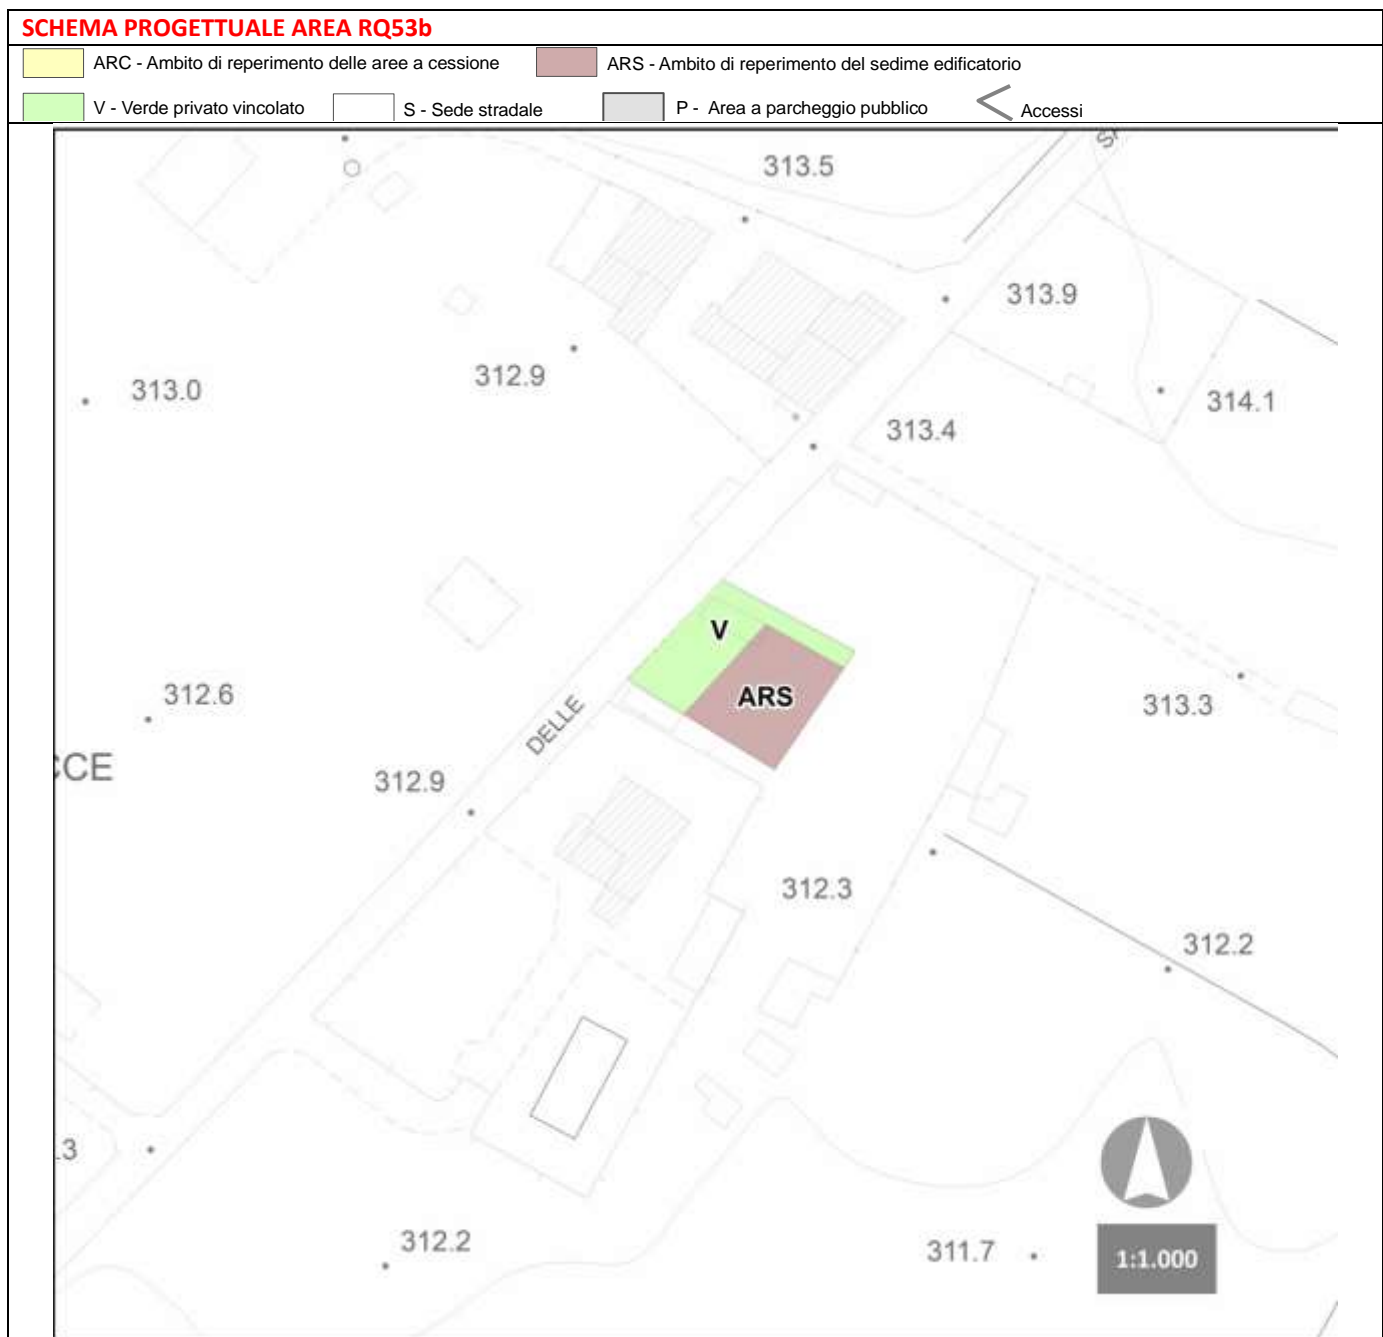 SCHEMA PROGETTUALE AREA RQ53b
ARC - Ambito di reperimento delle aree a cessione
ARS - Ambito di reperimento del sedime edificatorio
V - Verde privato vincolato
S - Sede stradale
P - Area a parcheggio pubblico
Accessi
313.5
313.9
312.9
313.0
314.1
313.4
V
ARS
312.6
313.3
DELLE
CCE
312.9
312.3
312.2
.3
312.2
311.7
1:1.000